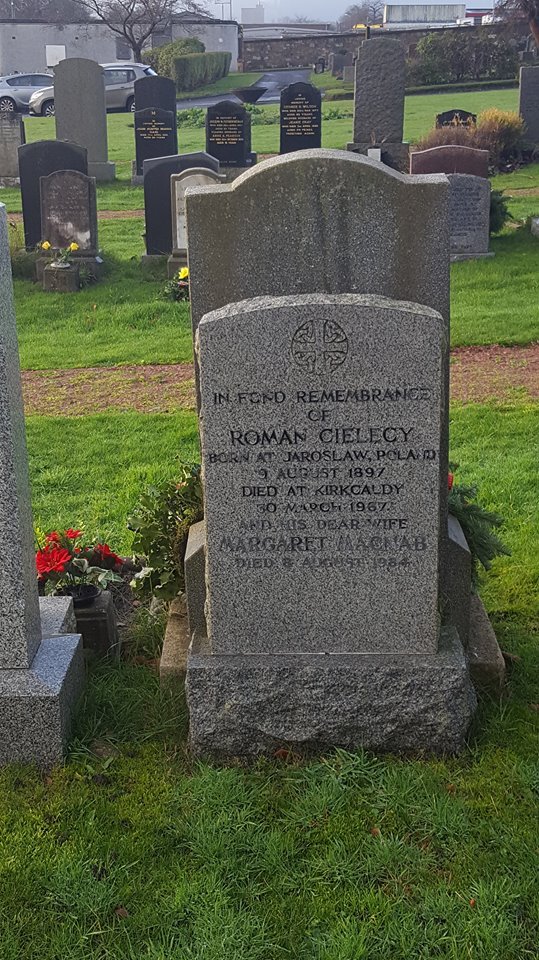 IN FOND REMEMBRANCE
OF
ROMAN CIELECY
BORN AT JAROSLAW, POLAND
9 AUGUST 1897
DIED AT KIRKCALDY
30 MARCH 1967.
AND HIS DEAR WIFE
MARGARET MACNAB
DIED 8 AUGUST 1984